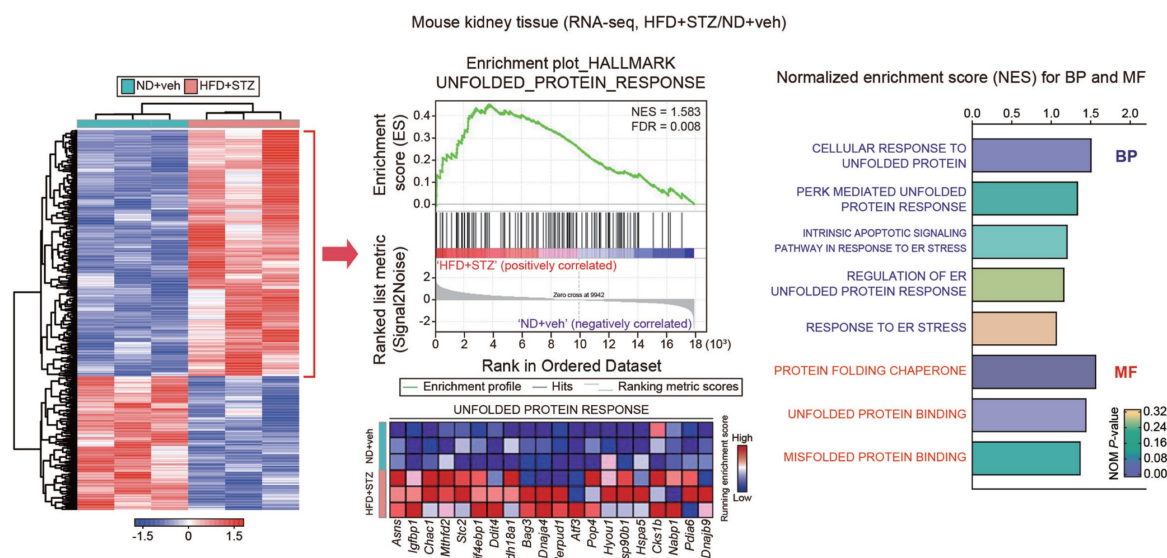 Mouse kidney tissue (RNA-seq, HFD+STZ/ND+veh)
ND+veh
HFD+STZ
-1.5
0
1.5
Enrichment plot_HALLMARK
UNFOLDED_PROTEIN_RESPONSE
NES = 1.583
FDR = 0.008
Enrichment
score (ES)
0.4
0.3
0.2
0.1
0.0
Ranked list metric
(Signal2Noise)
2
0
-2
'HFD+STZ' (positively correlated)
Zero cross at 9942
'ND+veh' (negatively correlated)
0 2 4 6 8 10 12 14 16 18 (10³)
Rank in Ordered Dataset
Enrichment profile
Hits
Ranking metric scores
UNFOLDED PROTEIN RESPONSE
ND+veh
HFD+STZ
Running enrichment score
High
Low
Asns
Igfbp1
Chac1
Mthfd2
Stc2
if4ebp1
Ddit4
dh18a1
Bag3
Dnaja4
erpud1
Atf3
Pop4
Hyou1
sp90b1
Hspa5
Cks1b
Nabp1
Pdia6
Dnajb9
Normalized enrichment score (NES) for BP and MF
0.0 0.5 1.0 1.5 2.0
CELLULAR RESPONSE TO
UNFOLDED PROTEIN
PERK MEDIATED UNFOLDED
PROTEIN RESPONSE
INTRINSIC APOPTOTIC SIGNALING
PATHWAY IN RESPONSE TO ER STRESS
REGULATION OF ER
UNFOLDED PROTEIN RESPONSE
RESPONSE TO ER STRESS
PROTEIN FOLDING CHAPERONE
UNFOLDED PROTEIN BINDING
MISFOLDED PROTEIN BINDING
BP
MF
NOM P-value
0.32
0.24
0.16
0.08
0.00